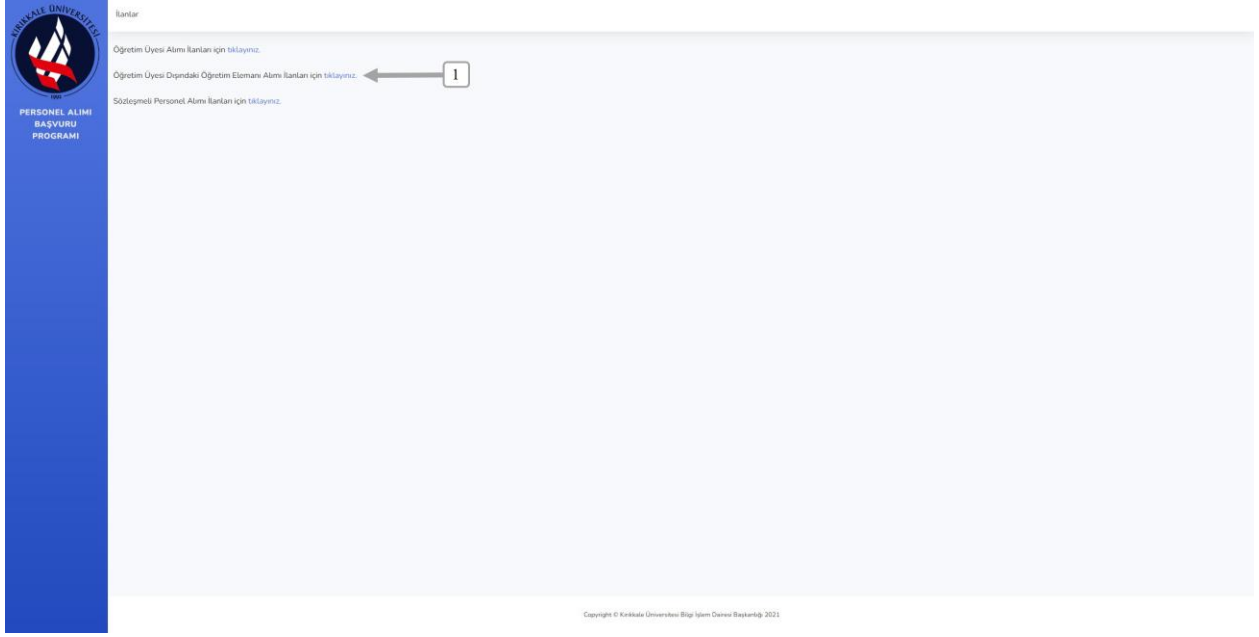 KIRIKKALE ÜNİVERSİTESİ
İlanlar
Öğretim Üyesi Alımı İlanları için tıklayınız.
Öğretim Üyesi Dışındaki Öğretim Elemanı Alımı İlanları için tıklayınız.
1
Sözleşmeli Personel Alımı İlanları için tıklayınız.
PERSONEL ALIMI
BAŞVURU
PROGRAMI
Copyright © Kırıkkale Üniversitesi Bilgi İşlem Dairesi Başkanlığı 2021